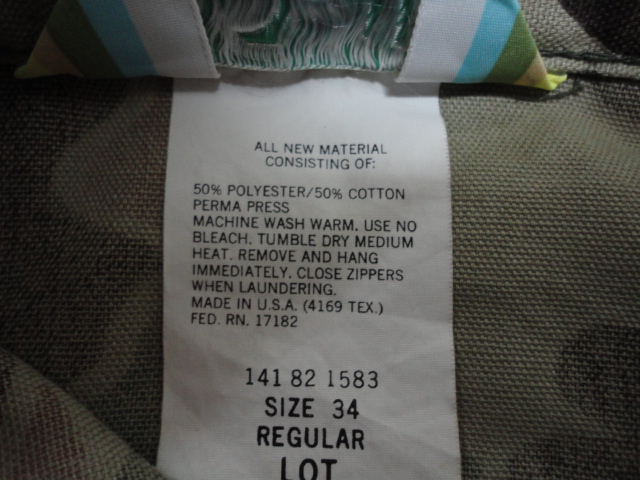 ALL NEW MATERIAL
CONSISTING OF:
50% POLYESTER/50% COTTON
PERMA PRESS
MACHINE WASH WARM. USE NO
BLEACH. TUMBLE DRY MEDIUM
HEAT. REMOVE AND HANG
IMMEDIATELY. CLOSE ZIPPERS
WHEN LAUNDERING.
MADE IN U.S.A. (4169 TEX.)
FED. RN. 17182
141 82 1583
SIZE 34
REGULAR
LOT